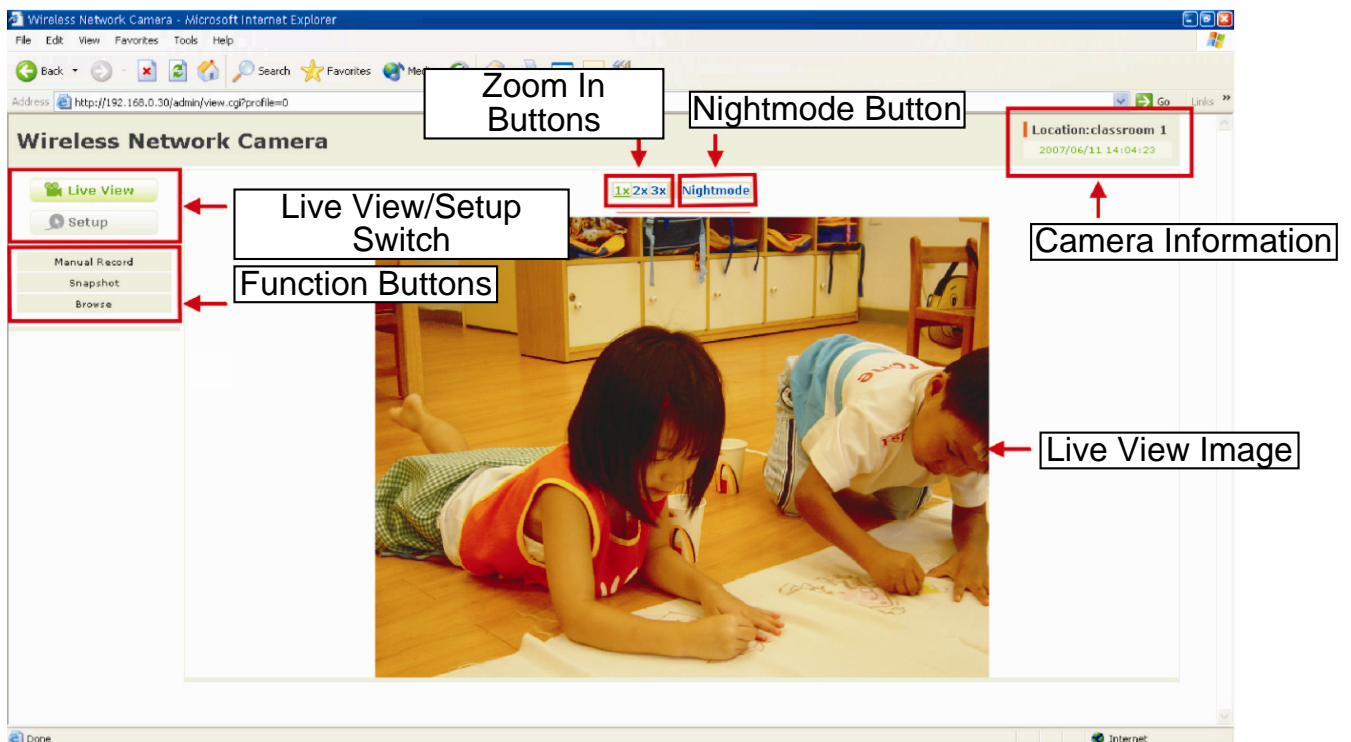 Wireless Network Camera - Microsoft Internet Explorer
File Edit View Favorites Tools Help
Back Search Favorites
Address http://192.168.0.30/admin/view.cgi?profile=0 Go Links »
Zoom In
Buttons
Nightmode Button
Wireless Network Camera
Location:classroom 1
2007/06/11 14:04:23
Live View
1x 2x 3x Nightmode
Setup
Live View/Setup
Switch
Camera Information
Manual Record
Snapshot
Browse
Function Buttons
Live View Image
Done Internet